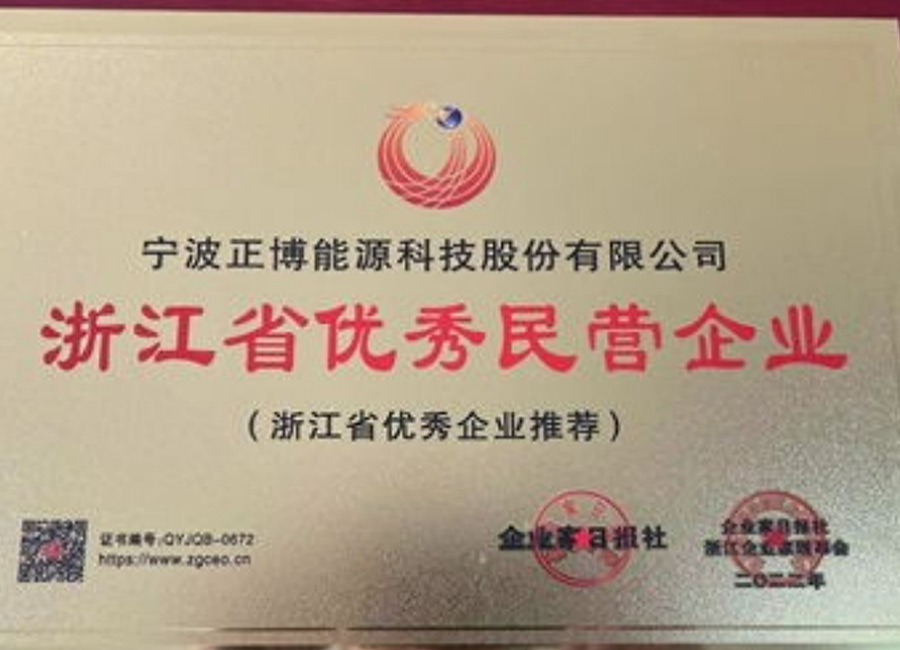 宁波正博能源科技股份有限公司
浙江省优秀民营企业
（浙江省优秀企业推荐）
证书编号:QYJQB-0672
https://www.zgceo.cn
企业家日报社
企业家日报社
浙江企业家理事会
二〇二二年